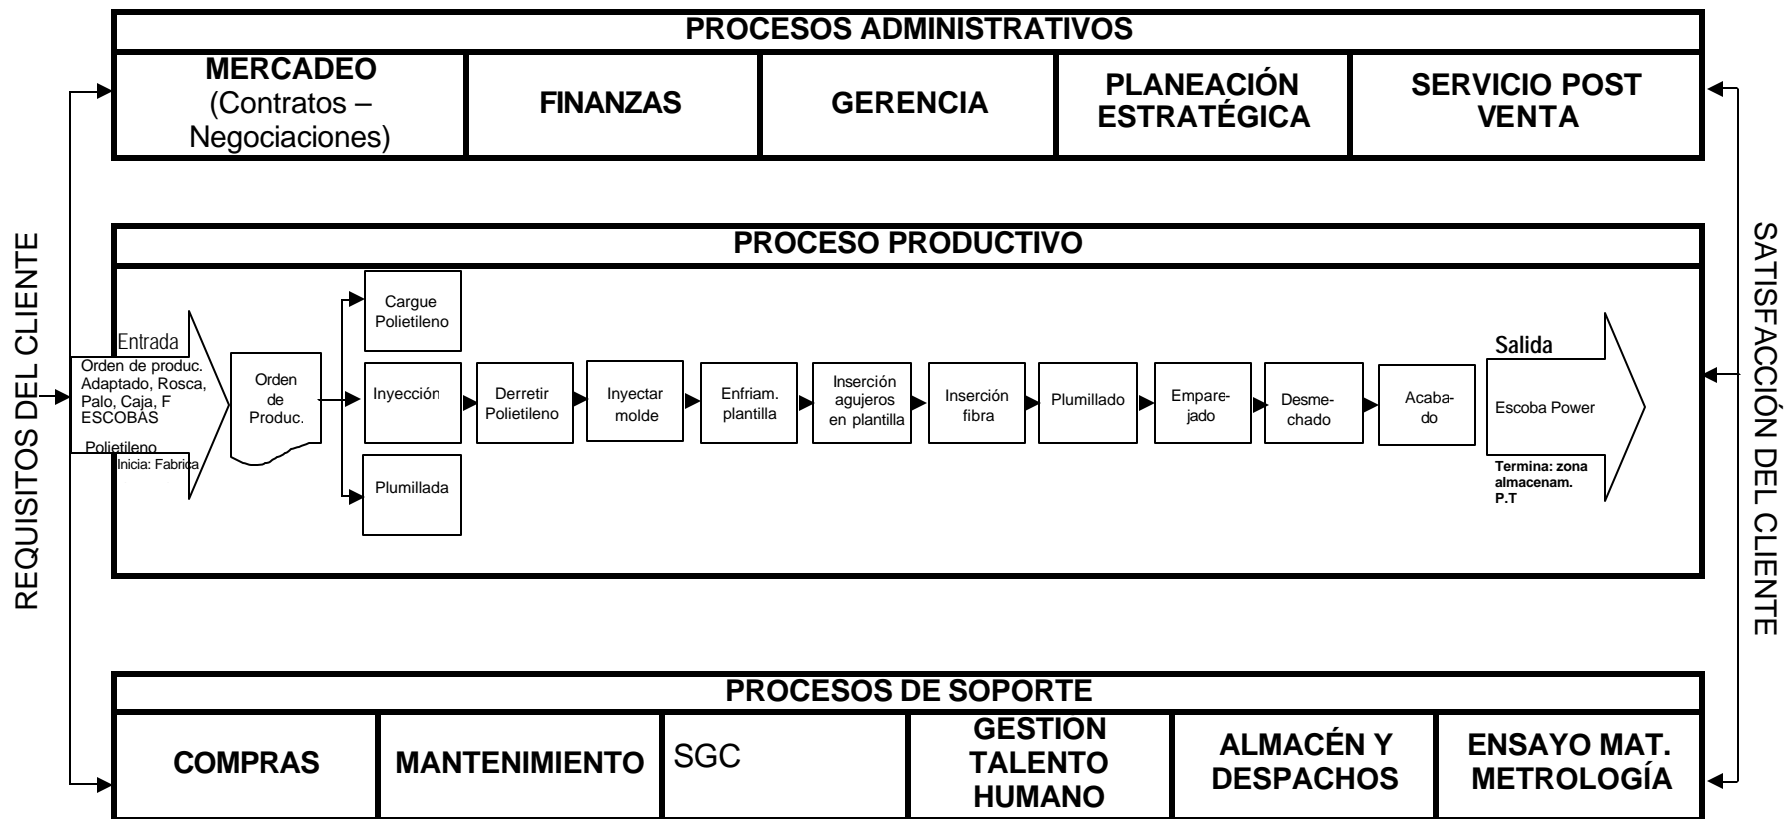 PROCESOS ADMINISTRATIVOS
MERCADEO
(Contratos –
Negociaciones)
FINANZAS
GERENCIA
PLANEACIÓN
ESTRATÉGICA
SERVICIO POST
VENTA
REQUISITOS DEL CLIENTE
PROCESO PRODUCTIVO
Entrada
Orden de produc.
Adaptado, Rosca,
Palo, Caja, F
ESCOBAS
Polietileno
Inicia: Fabrica
Orden
de
Produc.
Cargue
Polietileno
Inyección
Plumillada
Derretir
Polietileno
Inyectar
molde
Enfriam.
plantilla
Inserción
agujeros
en plantilla
Inserción
fibra
Plumillado
Empare-
jado
Desme-
chado
Acaba-
do
Salida
Escoba Power
Termina: zona
almacenam.
P.T
SATISFACCIÓN DEL CLIENTE
PROCESOS DE SOPORTE
COMPRAS
MANTENIMIENTO
SGC
GESTION
TALENTO
HUMANO
ALMACÉN Y
DESPACHOS
ENSAYO MAT.
METROLOGÍA